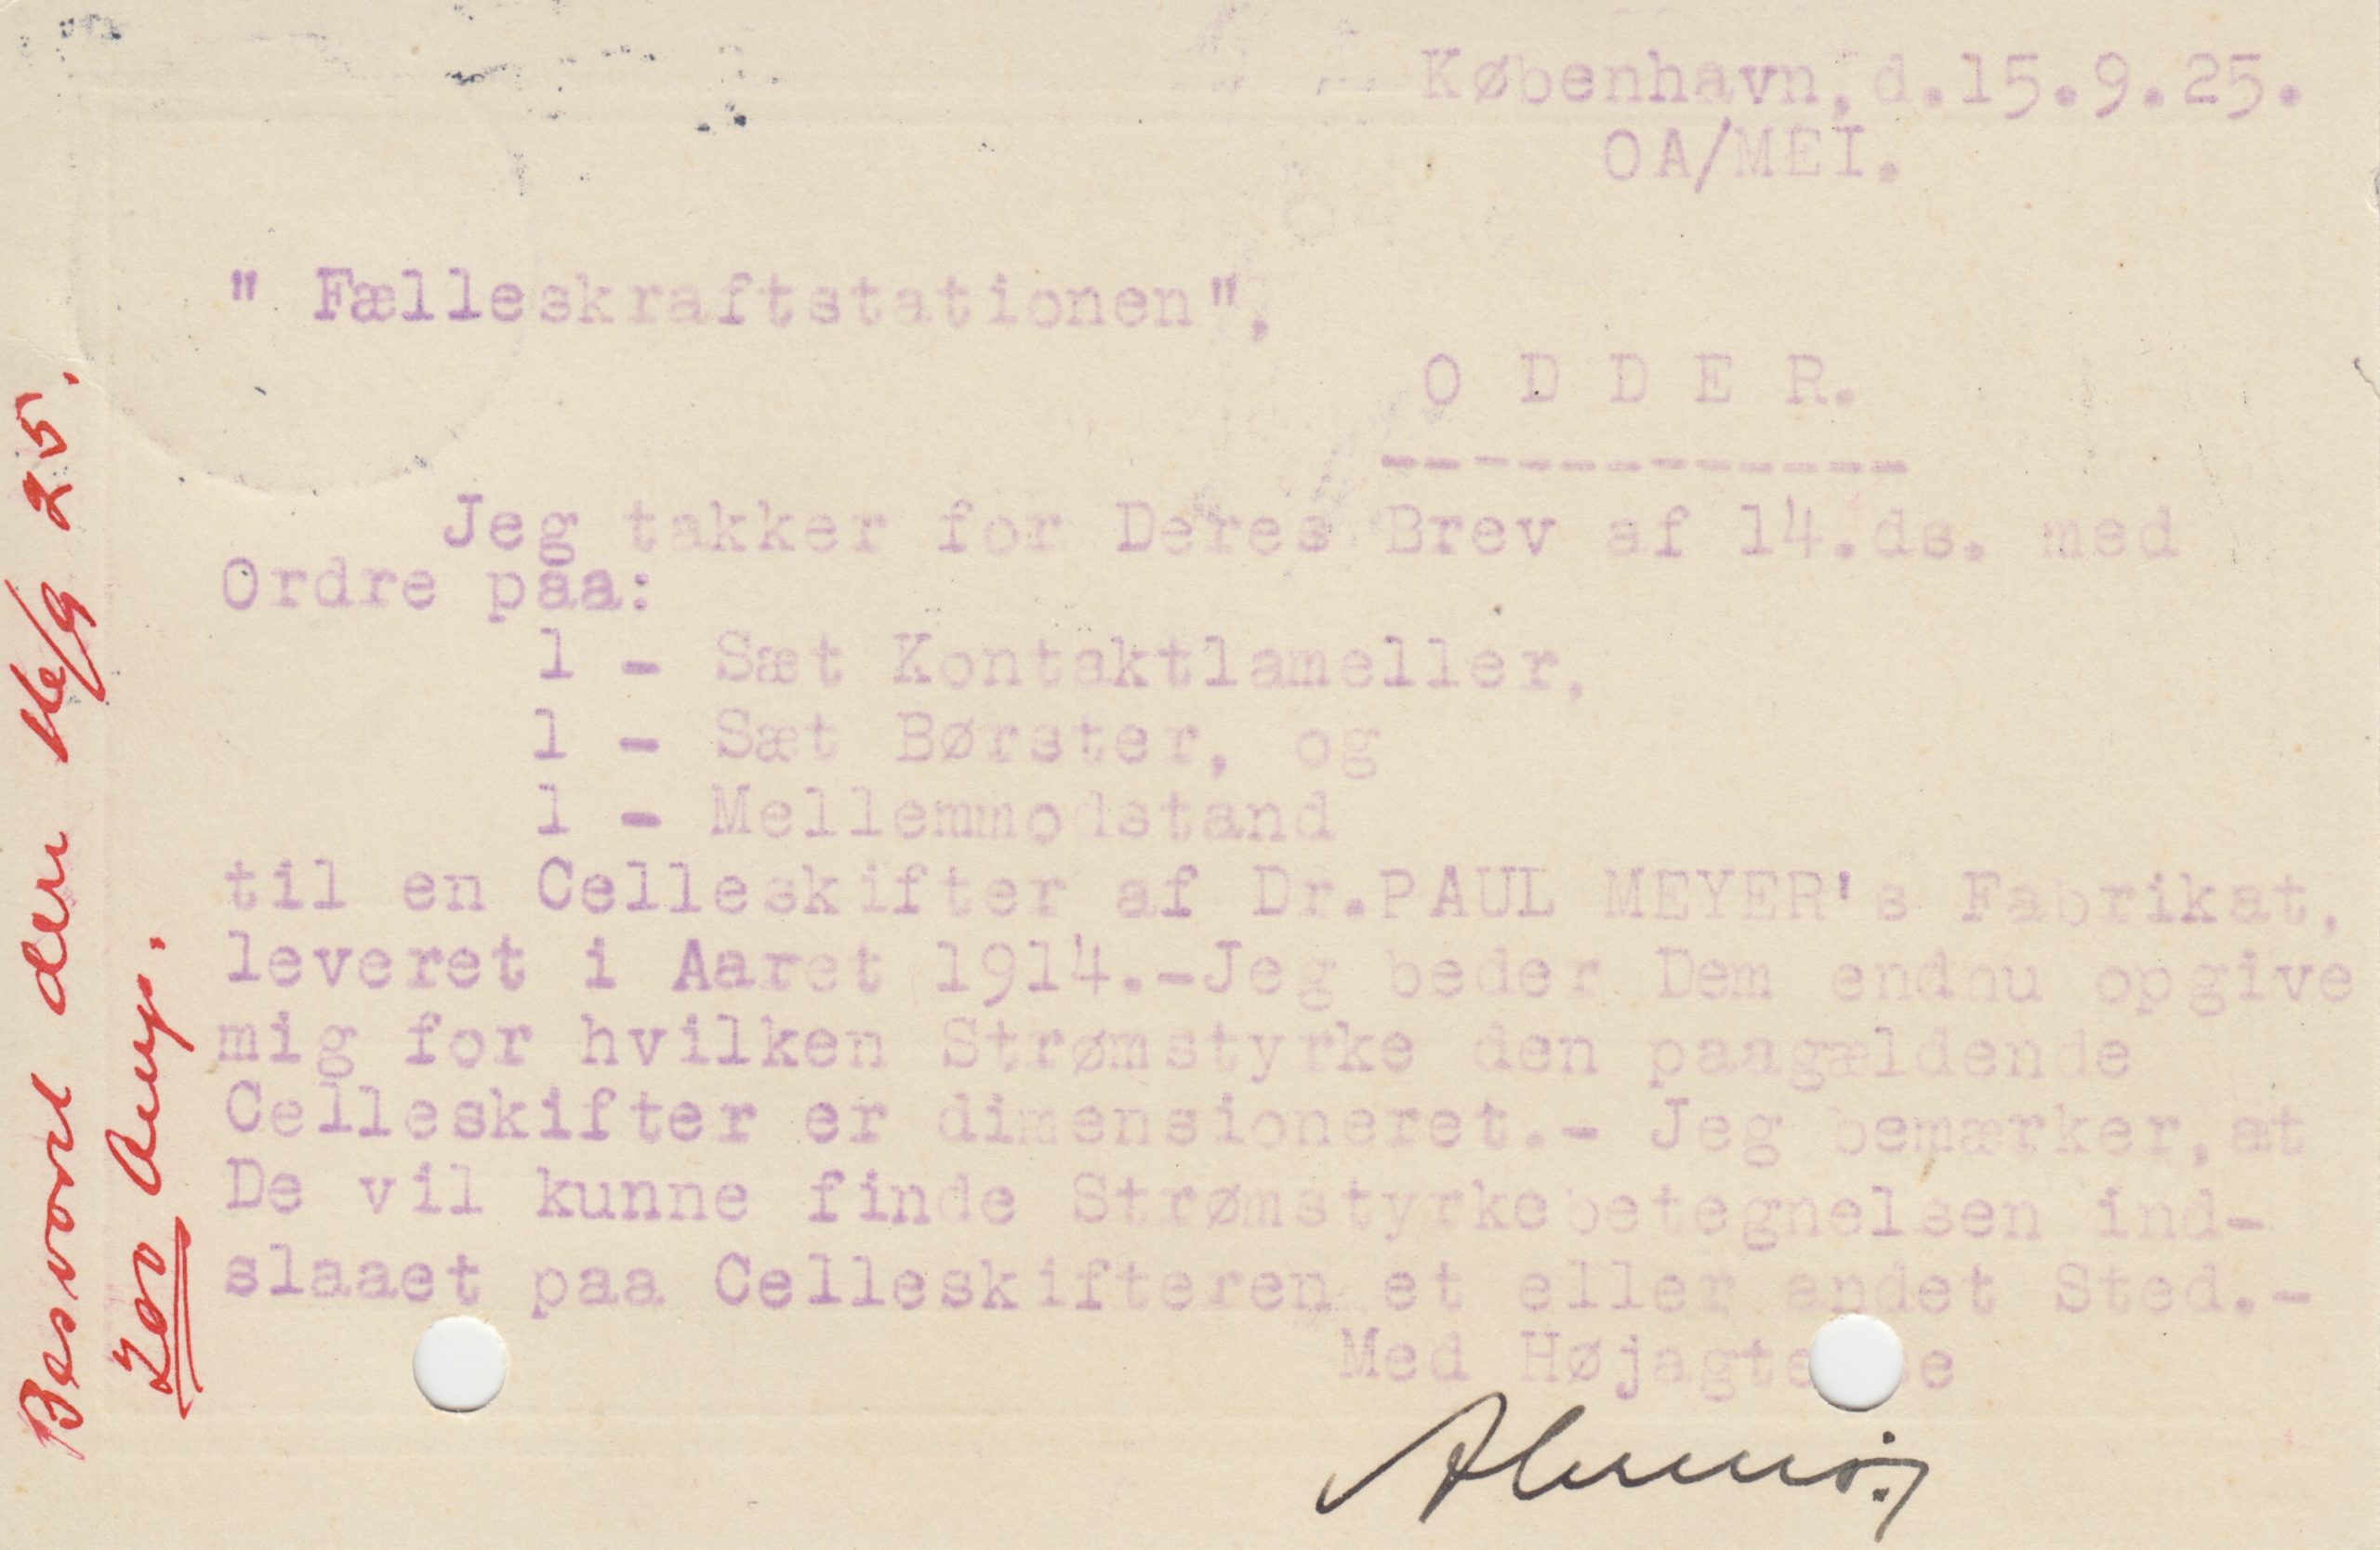 København, d.15.9.25.
OA/MEI.
" Fælleskraftstationen",
O D D E R.
------------
Jeg takker for Deres Brev af 14.ds. med
Ordre paa:
1 - Sæt Kontaktlameller,
1 - Sæt Børster, og
1 - Mellemmodstand
til en Celleskifter af Dr.PAUL MEYER's Fabrikat,
leveret i Aaret 1914.-Jeg beder Dem endnu opgive
mig for hvilken Strømstyrke den paagældende
Celleskifter er dimensioneret.- Jeg bemærker,at
De vil kunne finde Strømstyrkebetegnelsen ind-
slaaet paa Celleskifteren et eller andet Sted.-
Med Højagtelse
Besvart den 16/9 25.
200 Amp.